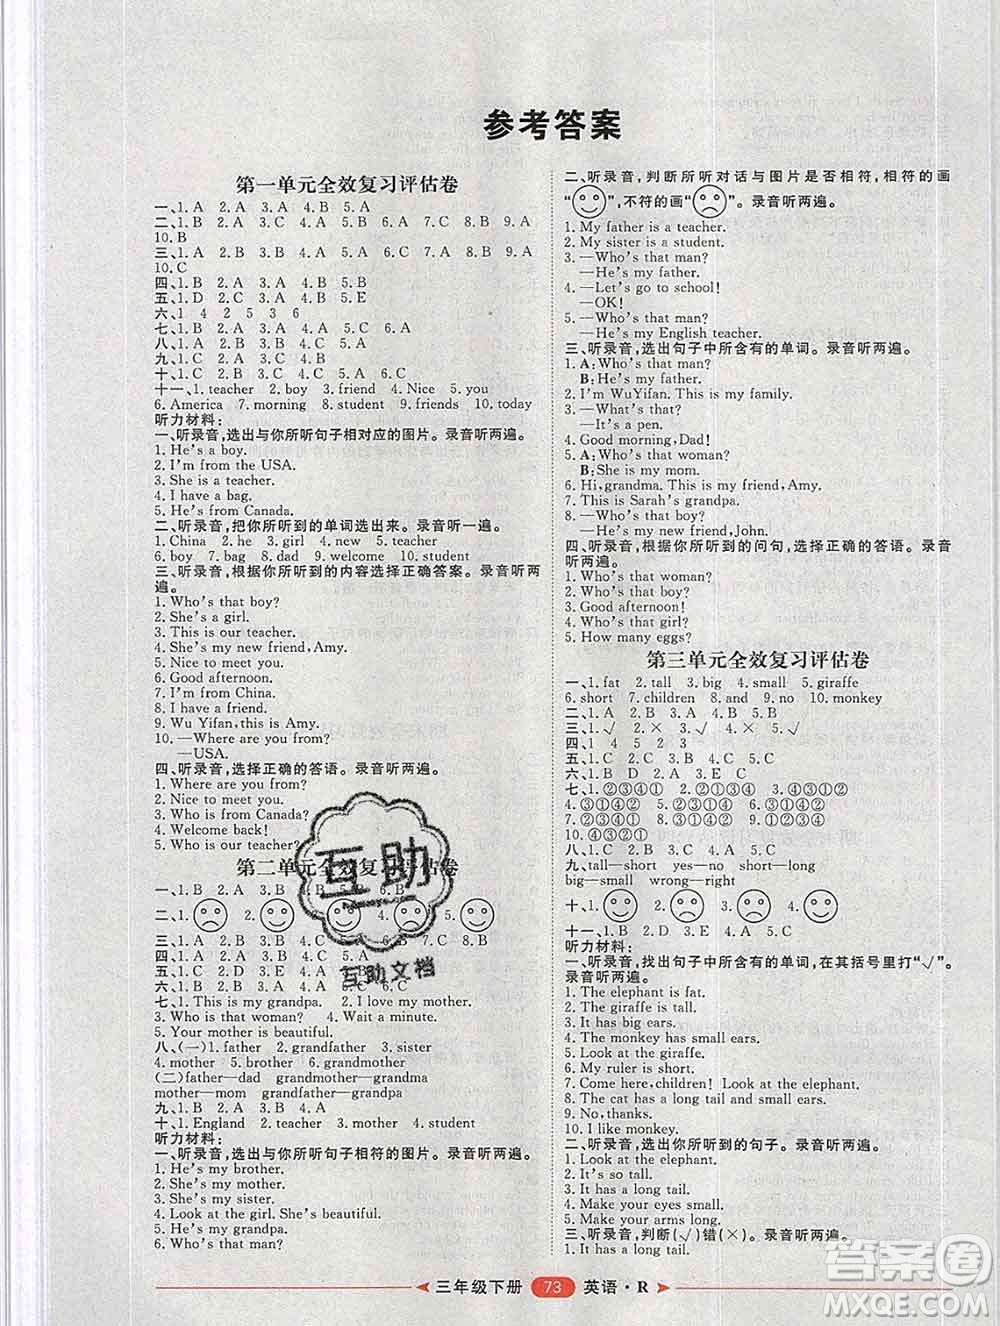 参考答案
第一单元全效复习评估卷
一、1. A　2. A　3. A　4. B　5. A
二、1. B　2. A　3. C　4. A　5. A　6. A　7. C　8. C　9. A
10. B
三、1. A　2. B　3. A　4. B　5. A　6. B　7. A　8. B　9. A
10. C
四、1. B　2. A　3. A　4. B　5. B
五、1. D　2. C　3. A　4. B　5. E
六、1　4　2　5　3　6
七、1. B　2. A　3. B　4. C　5. A
八、1. A　2. B　3. B　4. B　5. A
九、1. C　2. B　3. B　4. A
十、1. C　2. C　3. B　4. A　5. A　6. C
十一、1. teacher　2. boy　3. friend　4. Nice　5. you
6. America　7. morning　8. student　9. friends　10. today
听力材料:
一、听录音,选出与你所听句子相对应的图片。录音听两遍。
1. He's a boy.
2. I'm from the USA.
3. She is a teacher.
4. I have a bag.
5. He's from Canada.
二、听录音,把你所听到的单词选出来。录音听一遍。
1. China　2. he　3. girl　4. has　5. teacher
6. boy　7. bag　8. dad　9. welcome　10. student
三、听录音,根据你所听到的内容选择正确答案。录音听两
遍。
1. Who's that boy?
2. She's a girl.
3. This is our teacher.
4. She's my new friend, Amy.
5. Nice to meet you.
6. Good afternoon.
7. I'm from China.
8. I have a friend.
9. Wu Yifan, this is Amy.
10. —Where are you from?
—USA.
四、听录音,选择正确的答语。录音听两遍。
1. Where are you from?
2. Nice to meet you.
3. Who is from Canada?
4. Welcome back!
5. Who's that boy?
第二单元全效复习评估卷
一、1. B　2. A　3. B　4. A　5. B　6. B
二、1.　2.　3.　4.　5.
三、1. A　2. B　3. B　4. C　5. A　6. B　7. C　8. C
四、1. A　2. B　3. A　4. A　5. C
五、1. A　2. C　3. C　4. C　5. B
六、1. B　2. C　3. B　4. C　5. C　6. C
七、1. This is my grandpa.　2. I love my mother.
3. Who is that woman?　4. Wait a minute.
5. Your mother is beautiful.
八、(一)1. father　2. grandfather　3. sister
4. mother　5. brother　6. grandmother
(二)father—dad　grandmother—grandma
mother—mom　grandfather—grandpa
九、1. B　2. A　3. B　4. A
十、1. England　2. teacher　3. mother　4. student
听力材料:
一、听录音,选出与你所听句子相符的图片。录音听两遍。
1. He's my brother.
2. She's my mother.
3. She's my sister.
4. Look at the girl. She's my friend.
5. He's my grandpa.
6. Who's that man?
二、听录音,判断所听对话与图片是否相符,相符的画
“　”,不符的画“　”。录音听两遍。
1. My father is a teacher.
2. My sister is a student.
3. —Who's that man?
—He's my father.
4. —Let's go to school!
—OK!
5. —Who's that man?
—He's my English teacher.
三、听录音,选出句子中所含有的单词。录音听两遍。
1. A: Who's that man?
B: He's my father.
2. I'm WuYifan. This is my family.
3. —What's that?
—It's a pen.
4. Good morning, Dad!
5. A: Who's that woman?
B: She is my mom.
6. Hi, grandma. This is my friend, Amy.
7. This is Sarah's grandpa.
8. —Who's that boy?
—He's my new friend, John.
四、听录音,根据你所听到的问句,选择正确的答语。录音
听两遍。
1. Who's that woman?
2. Who's that boy?
3. Good afternoon!
4. Who's that girl?
5. How many eggs?
第三单元全效复习评估卷
一、1. fat　2. tall　3. big　4. small　5. giraffe
6. short　7. children　8. and　9. no　10. monkey
二、1. A　2. B　3. A　4. B　5. B
三、1. √　2. ×　3. ×　4. ×　5. √
四、1　4　5　2　3
五、1. C　2. C　3. A　4. B　5. C
六、1. B　2. D　3. E　4. C　5. A
七、1. ②③④①　2. ③①④②　3. ②③①④
4. ③①④②　5. ③④①②　6. ②③④①
7. ②①④③　8. ③①④②　9. ③④①②
10. ④③①②
九、tall—short　yes—no　short—long
big—small　wrong—right
十、1.　2.　3.　4.
十一、1. B　2. D　3. E　4. A　5. C
听力材料:
一、听录音,找出句子中所含的单词,在其括号里打“√”。
录音听两遍。
1. The elephant is fat.
2. The giraffe is tall.
3. It has big ears.
4. The monkey has small ears.
5. Look at the giraffe.
6. My ruler is short.
7. Come here, children! Look at the elephant.
8. The cat has a long tail and small ears.
9. No, thanks.
10. I like monkey.
二、听录音,选出你所听到的句子。录音听两遍。
1. Look at the elephant.
2. It's so tall.
3. It has a long tail.
4. Make your eyes small.
5. Make your arms long.
三、听录音,判断(√)错(×)。录音听两遍。
1. It has a long tail.
互助
互助文档
三年级下册　73　英语·R
答案圈
MXQE.COM